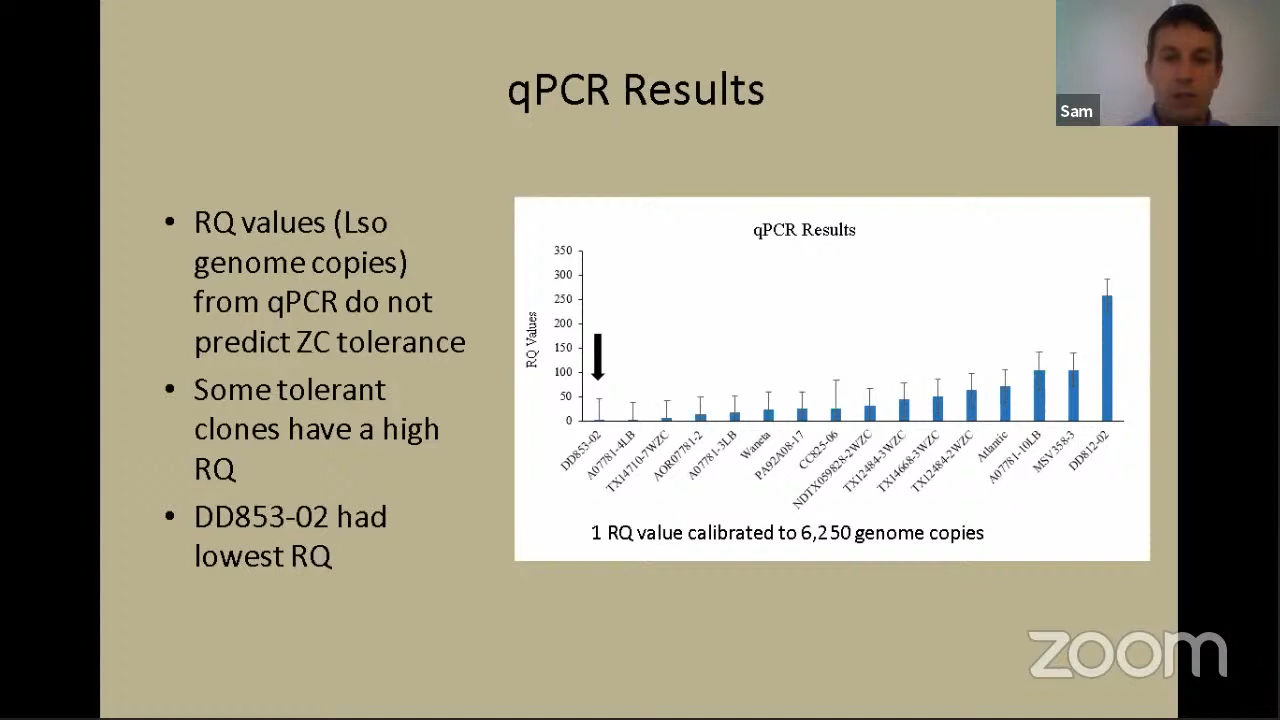 qPCR Results
Sam
• RQ values (Lso
genome copies)
from qPCR do not
predict ZC tolerance
• Some tolerant
clones have a high
RQ
• DD853-02 had
lowest RQ
qPCR Results
RQ Values
350
300
250
200
150
100
50
0
DD853-02
A07781-4LB
TX14710-7WZC
AOR07781-2
A07781-3LB
Waneta
PA92A08-17
CC825-06
NDTX059828-2WZC
TX12484-3WZC
TX14668-3WZC
TX12484-2WZC
Atlantic
A07781-10LB
MSV358-3
DD812-02
1 RQ value calibrated to 6,250 genome copies
zoom